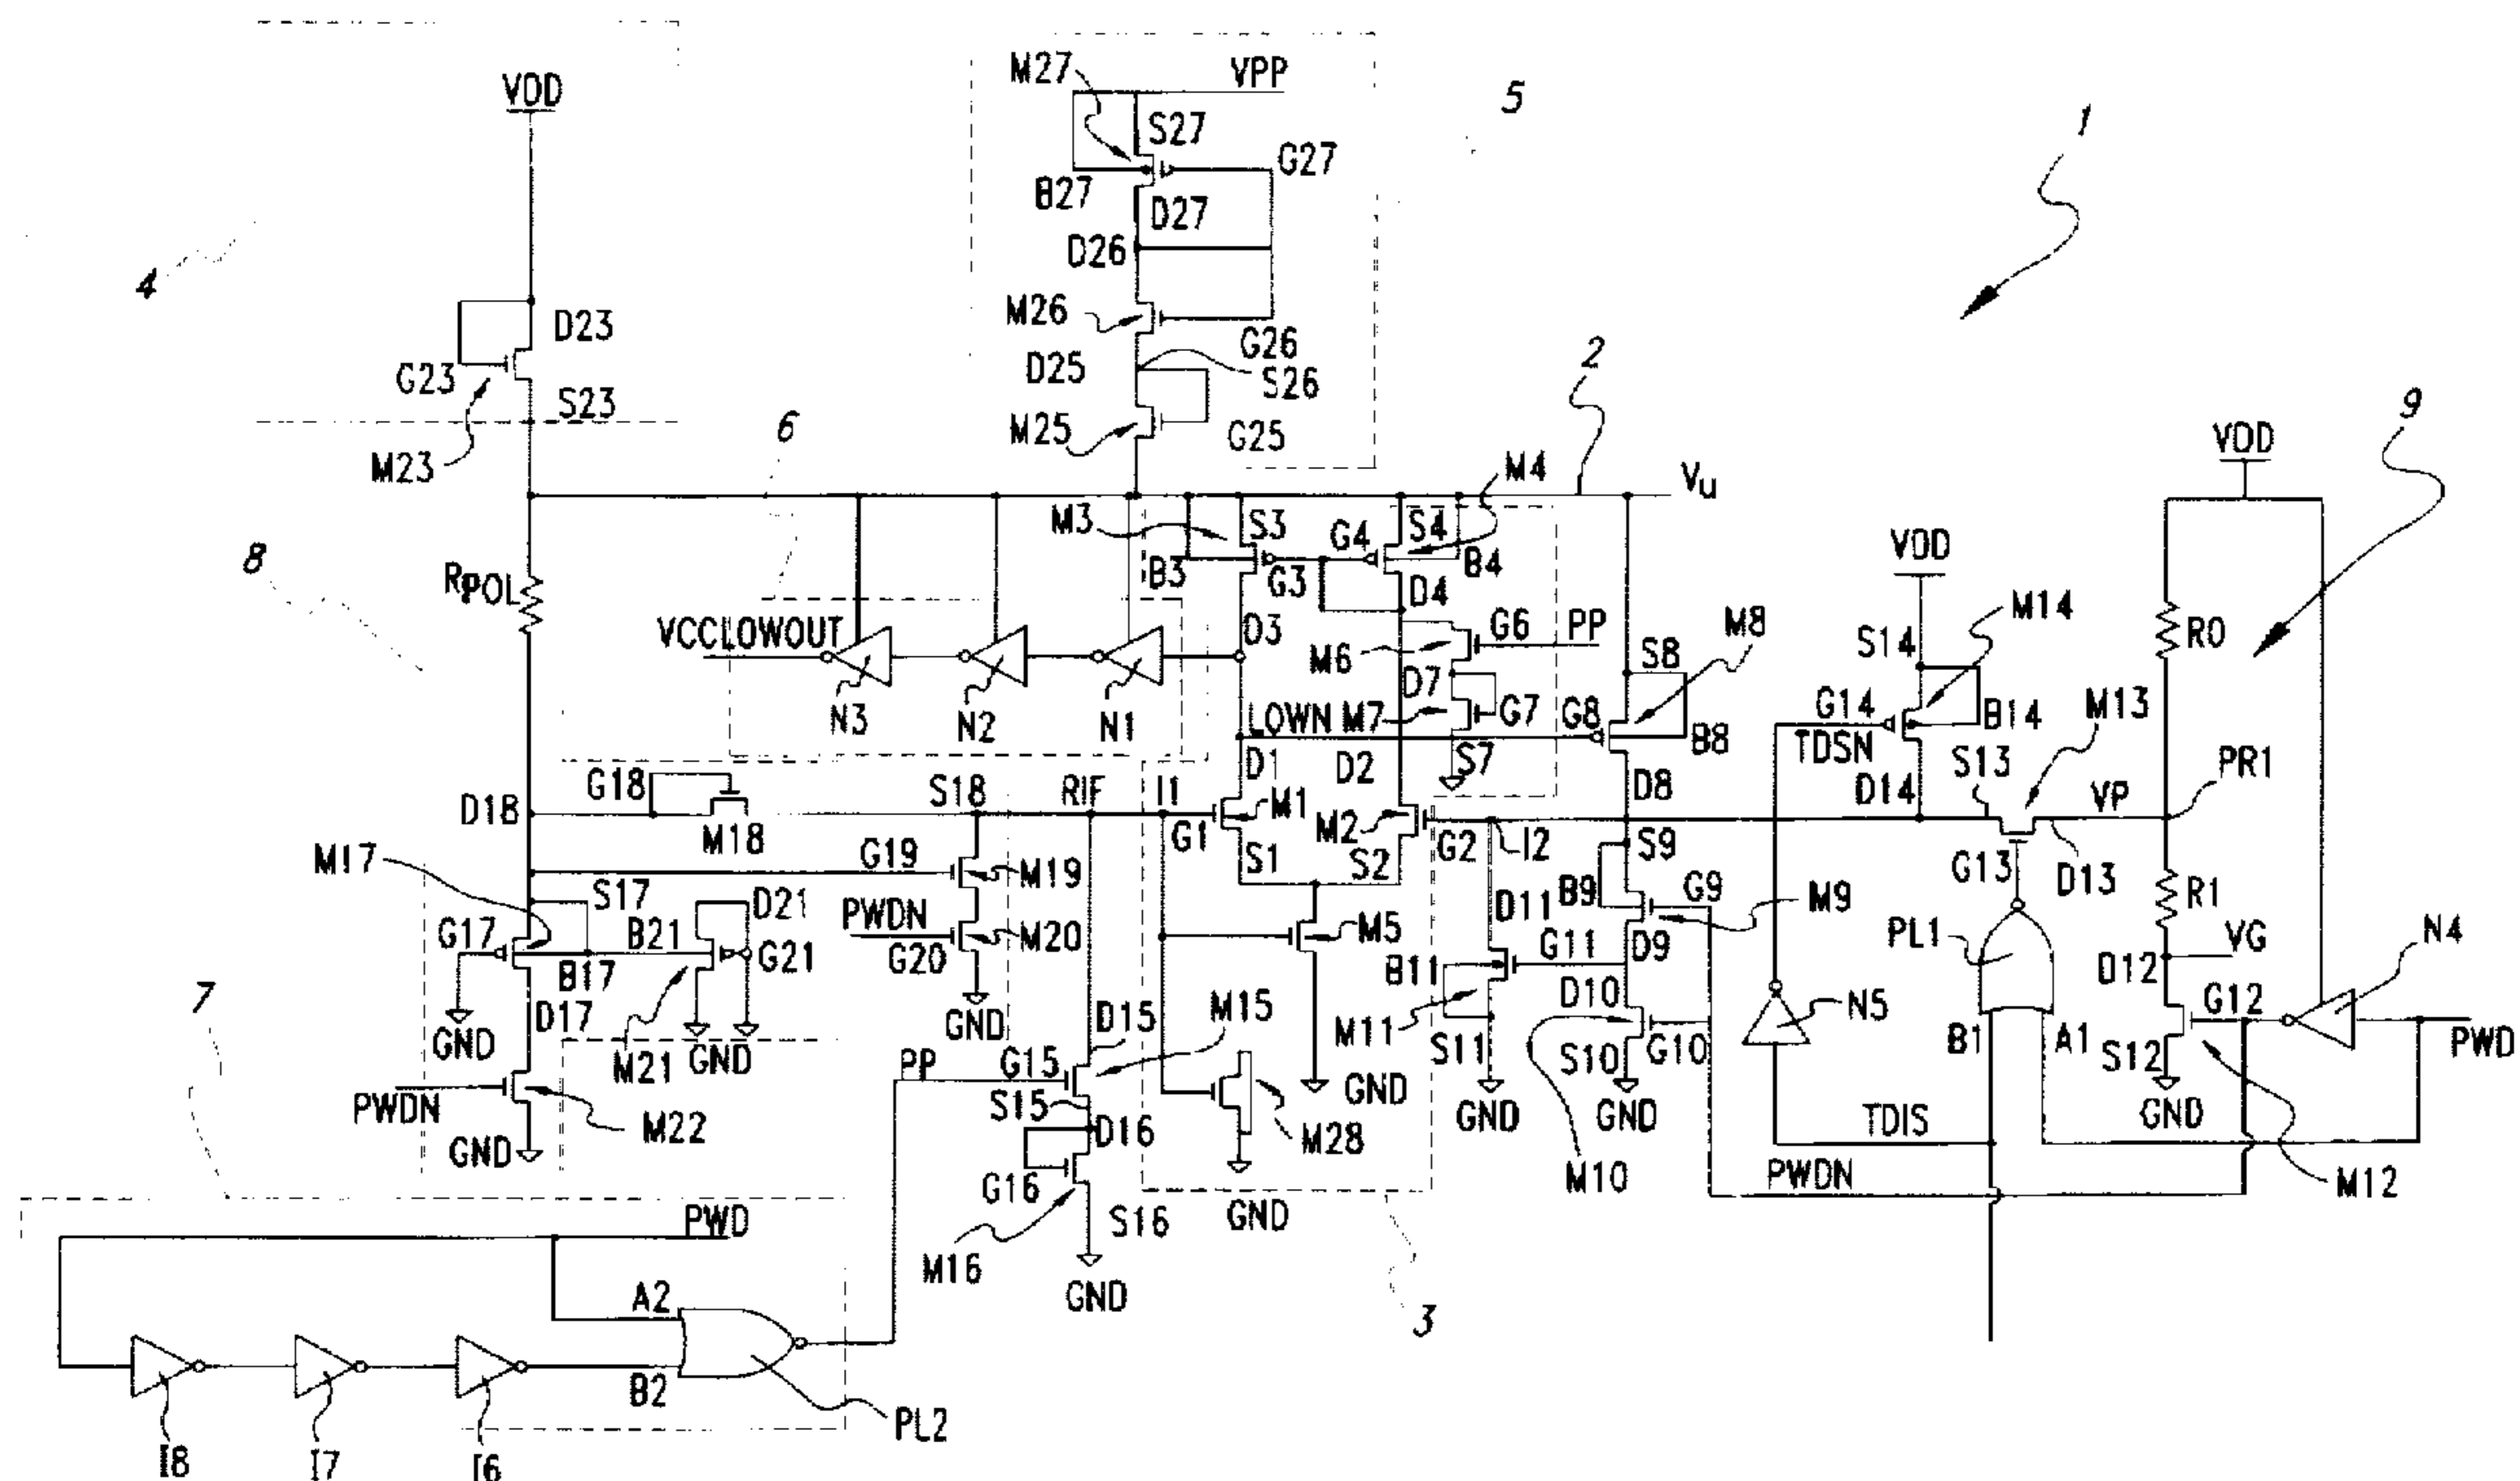 M27
VPP
5
1
VDD
S27
G27
B27
D27
D26
4
M26
D23
G26
D25
S26
G23
2
S23
6
M25
G25
9
M23
M4
VDD
Vu
M3
S3
G4
S4
8
B3
G3
B4
VDD
RPOL
D4
M14
VCCLOWOUT
D3
G6
PP
M8
S14
R0
M6
S8
D7
G14
M13
N3
N2
N1
LOWN
M7
G7
G8
B8
B14
TDSN
S13
G18
D1
D2
S7
D8
PR1
D18
S18
RIF
I1
D14
VP
M18
M1
M2
M17
G19
G1
S1
S2
G2
I2
S9
G13
D13
S17
M19
B9
G9
R1
D21
PWDN
D11
M9
G17
B21
M20
M5
PL1
VG
N4
B17
G21
G20
B11
G11
D9
D12
7
D17
M15
D10
G12
GND
GND
D15
M11
N5
M21
GND
PP
G15
S11
S10
G10
B1
A1
S12
PWD
PWDN
S15
GND
M22
D16
M28
GND
GND
TDIS
GND
GND
G16
M10
PWDN
M12
PWD
S16
GND
M16
A2
GND
3
B2
PL2
I8
I7
I6